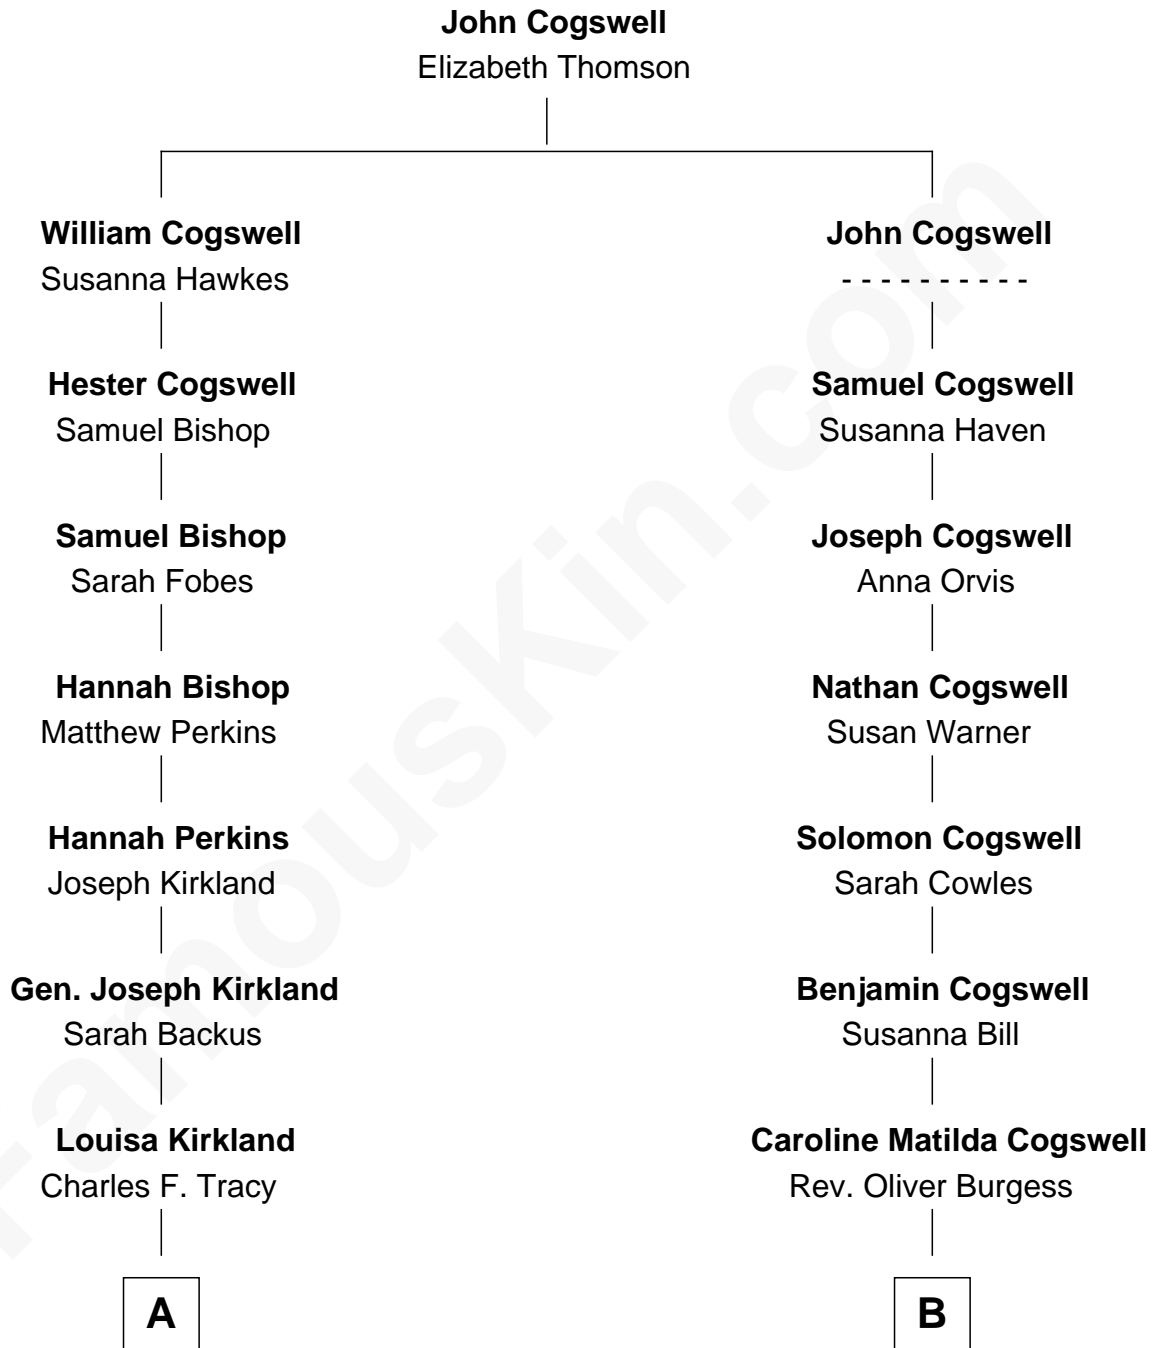 John Cogswell
Elizabeth Thomson
William Cogswell
Susanna Hawkes
John Cogswell
- - - - - - - - - -
Hester Cogswell
Samuel Bishop
Samuel Cogswell
Susanna Haven
Samuel Bishop
Sarah Fobes
Joseph Cogswell
Anna Orvis
Hannah Bishop
Matthew Perkins
Nathan Cogswell
Susan Warner
Hannah Perkins
Joseph Kirkland
Solomon Cogswell
Sarah Cowles
Gen. Joseph Kirkland
Sarah Backus
Benjamin Cogswell
Susanna Bill
Louisa Kirkland
Charles F. Tracy
Caroline Matilda Cogswell
Rev. Oliver Burgess
A
B
FamousKin.com